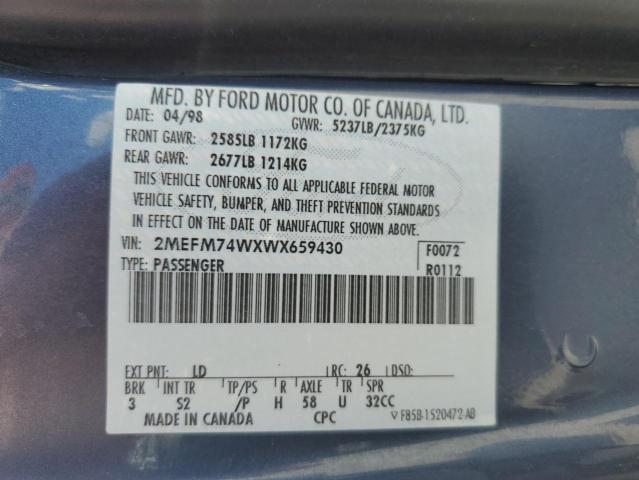 MFD. BY FORD MOTOR CO. OF CANADA, LTD.
DATE: 04/98 GVWR: 5237LB/2375KG
FRONT GAWR: 2585LB 1172KG
REAR GAWR: 2677LB 1214KG
THIS VEHICLE CONFORMS TO ALL APPLICABLE FEDERAL MOTOR
VEHICLE SAFETY, BUMPER, AND THEFT PREVENTION STANDARDS
IN EFFECT ON THE DATE OF MANUFACTURE SHOWN ABOVE.
VIN: 2MEFM74WXWX659430 F0072
TYPE: PASSENGER R0112
EXT PNT: LD RC: 26 DSO:
BRK INT TR TP/PS R AXLE TR SPR
3 S2 /P H 58 U 32CC
MADE IN CANADA CPC F85B-1520472-AB